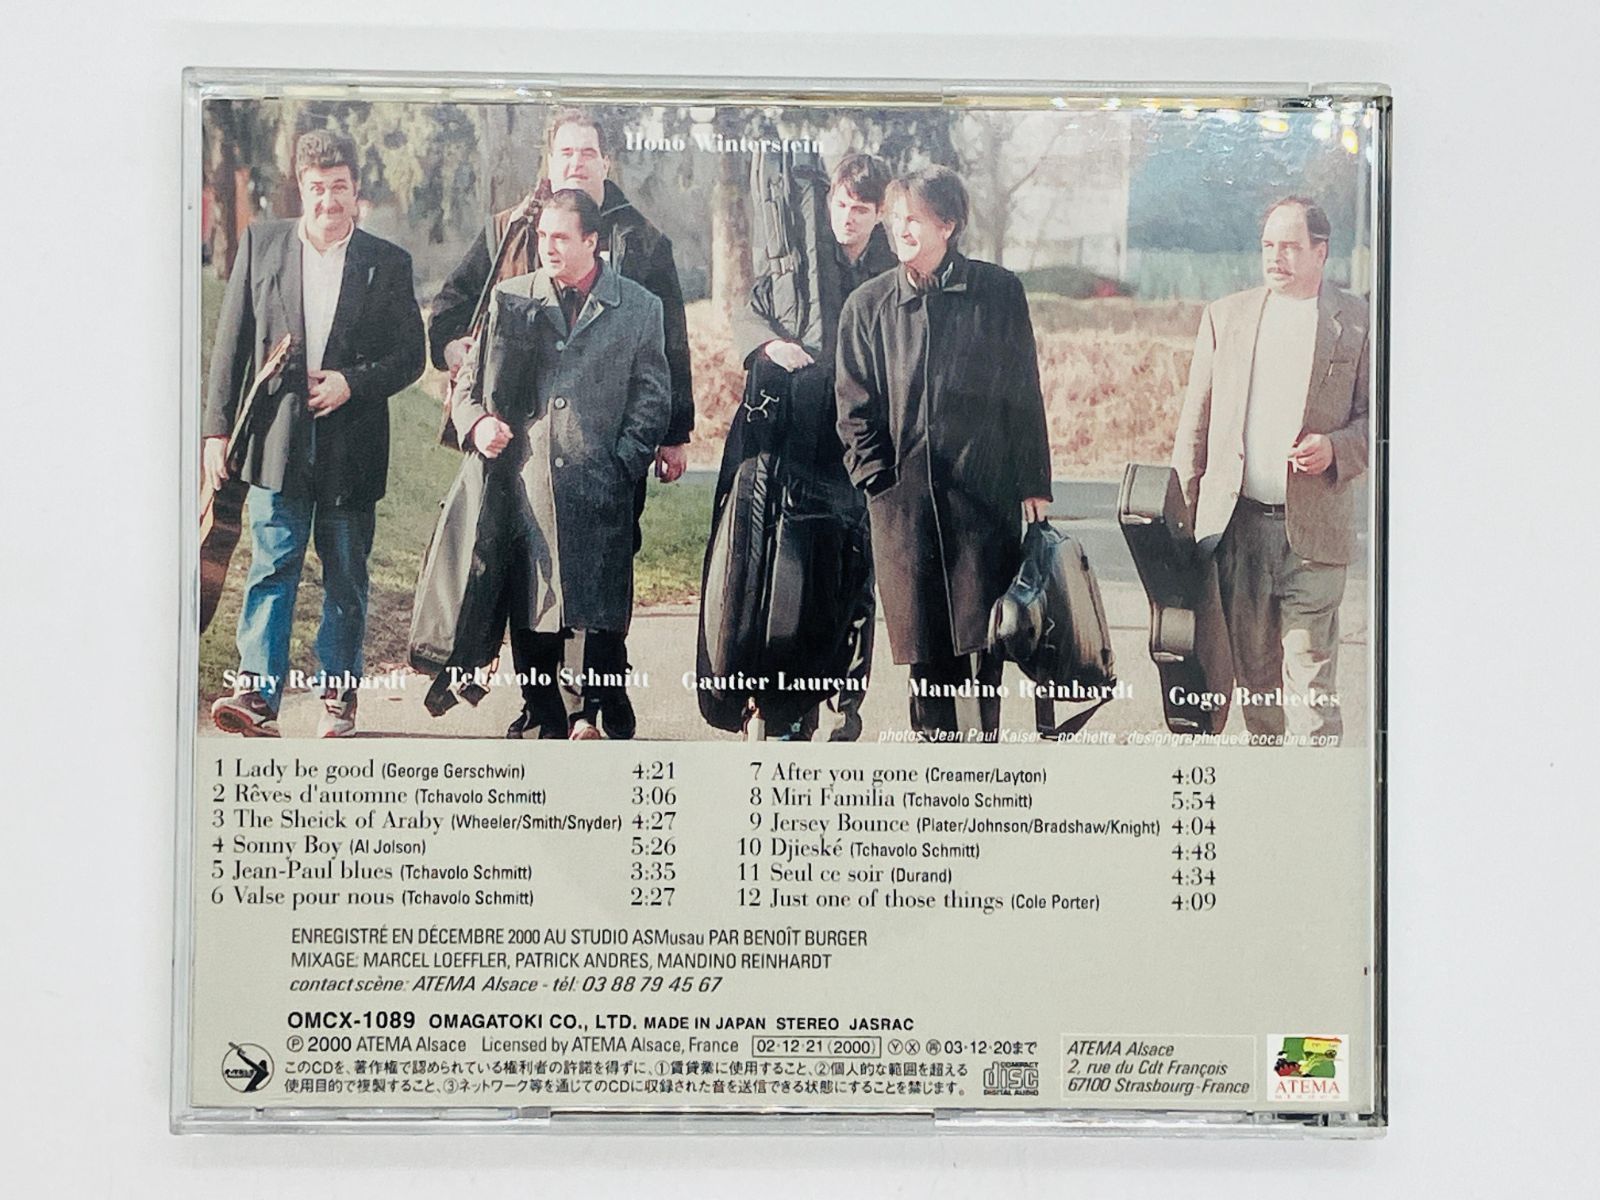 Hono Winterstein
Sony Reinhardt
Tchavolo Schmitt
Gautier Laurent
Mandino Reinhardt
Gogo Berhedes
photos: Jean Paul Kaiser – pochette : designgraphique@cocalina.com
1 Lady be good (George Gerschwin) 4:21
2 Rêves d'automne (Tchavolo Schmitt) 3:06
3 The Sheick of Araby (Wheeler/Smith/Snyder) 4:27
4 Sonny Boy (Al Jolson) 5:26
5 Jean-Paul blues (Tchavolo Schmitt) 3:35
6 Valse pour nous (Tchavolo Schmitt) 2:27
7 After you gone (Creamer/Layton) 4:03
8 Miri Familia (Tchavolo Schmitt) 5:54
9 Jersey Bounce (Plater/Johnson/Bradshaw/Knight) 4:04
10 Djieské (Tchavolo Schmitt) 4:48
11 Seul ce soir (Durand) 4:34
12 Just one of those things (Cole Porter) 4:09
ENREGISTRÉ EN DÉCEMBRE 2000 AU STUDIO ASMusau PAR BENOÎT BURGER
MIXAGE: MARCEL LOEFFLER, PATRICK ANDRES, MANDINO REINHARDT
contact scène: ATEMA Alsace - tél: 03 88 79 45 67
OMCX-1089 OMAGATOKI CO., LTD. MADE IN JAPAN STEREO JASRAC
Ⓟ 2000 ATEMA Alsace Licensed by ATEMA Alsace, France 02·12·21(2000) Ⓨ Ⓧ 再 03·12·20まで
このCDを、著作権で認められている権利者の許諾を得ずに、①賃貸業に使用すること、②個人的な範囲を超える
使用目的で複製すること、③ネットワーク等を通じてのCDに収録された音を送信できる状態にすることを禁じます。
COMPACT
disc
DIGITAL AUDIO
ATEMA Alsace
2, rue du Cdt François
67100 Strasbourg-France
ATEMA